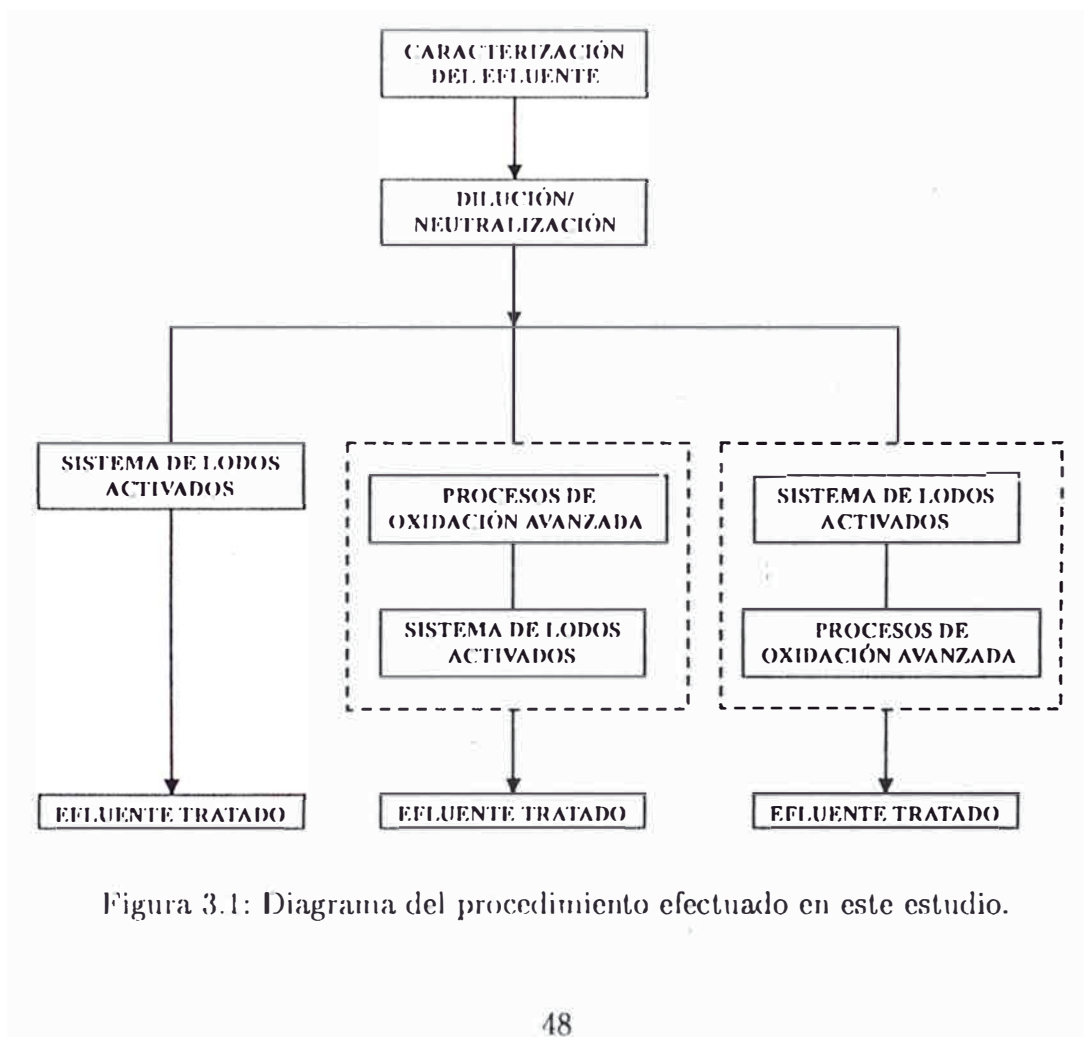 CARACTERIZACIÓN
DEL EFLUENTE
DILUCIÓN/
NEUTRALIZACIÓN
SISTEMA DE LODOS
ACTIVADOS
PROCESOS DE
OXIDACIÓN AVANZADA
SISTEMA DE LODOS
ACTIVADOS
SISTEMA DE LODOS
ACTIVADOS
PROCESOS DE
OXIDACIÓN AVANZADA
EFLUENTE TRATADO
EFLUENTE TRATADO
EFLUENTE TRATADO
Figura 3.1: Diagrama del procedimiento efectuado en este estudio.
48